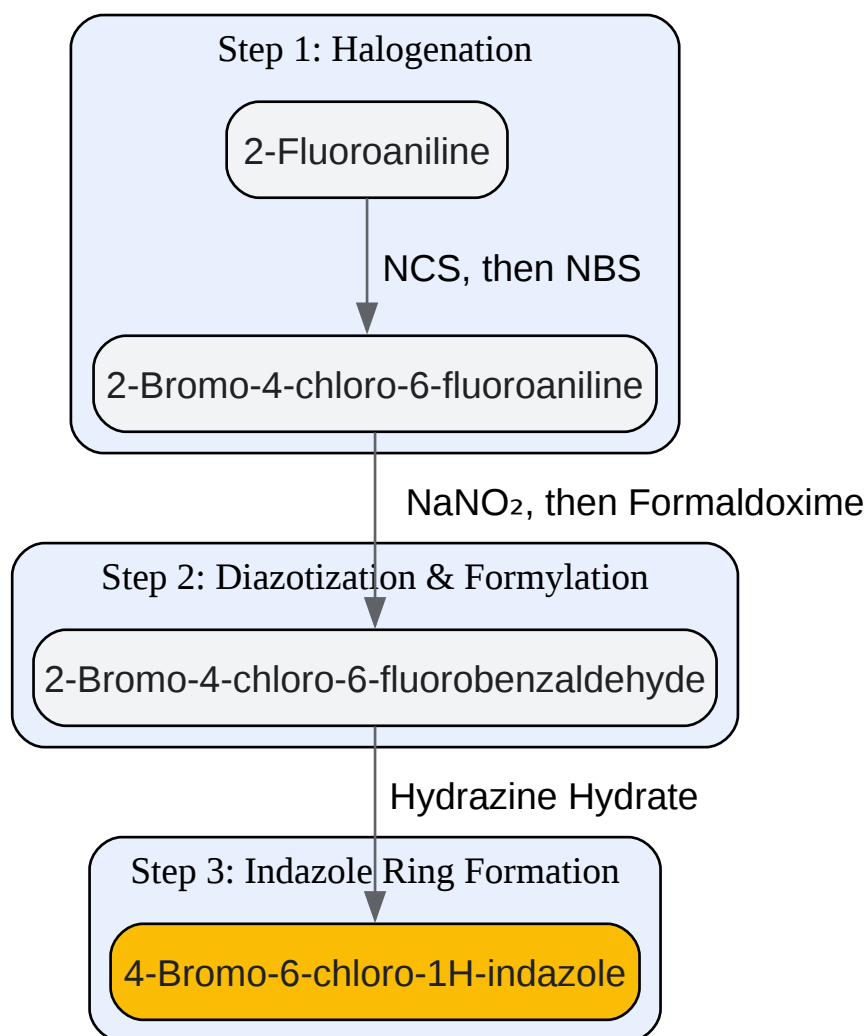 Step 1: Halogenation
2-Fluoroaniline
NCS, then NBS
2-Bromo-4-chloro-6-fluoroaniline
NaNO₂, then Formaldoxime
Step 2: Diazotization & Formylation
2-Bromo-4-chloro-6-fluorobenzaldehyde
Hydrazine Hydrate
Step 3: Indazole Ring Formation
4-Bromo-6-chloro-1H-indazole